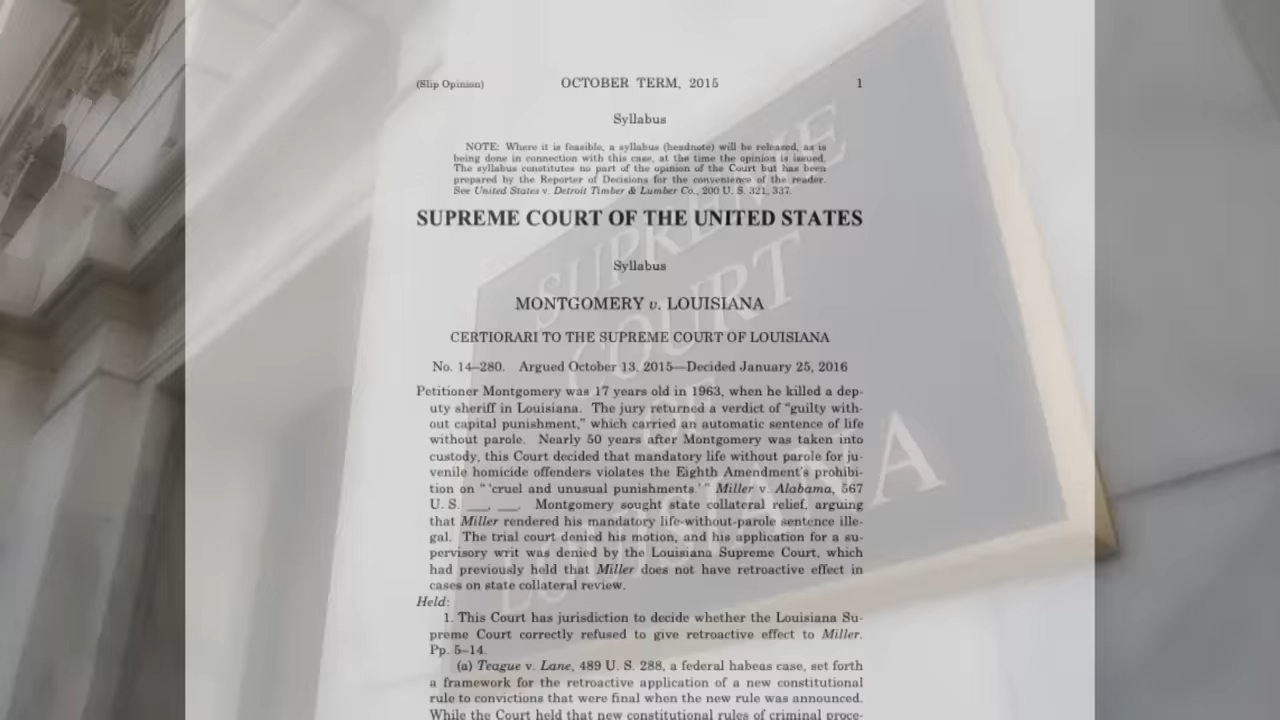 (Slip Opinion) OCTOBER TERM, 2015 1
Syllabus
NOTE: Where it is feasible, a syllabus (headnote) will be released, as is
being done in connection with this case, at the time the opinion is issued.
The syllabus constitutes no part of the opinion of the Court but has been
prepared by the Reporter of Decisions for the convenience of the reader.
See United States v. Detroit Timber & Lumber Co., 200 U. S. 321, 337.
SUPREME COURT OF THE UNITED STATES
Syllabus
MONTGOMERY v. LOUISIANA
CERTIORARI TO THE SUPREME COURT OF LOUISIANA
No. 14–280. Argued October 13, 2015—Decided January 25, 2016
Petitioner Montgomery was 17 years old in 1963, when he killed a dep-
uty sheriff in Louisiana. The jury returned a verdict of “guilty with-
out capital punishment,” which carried an automatic sentence of life
without parole. Nearly 50 years after Montgomery was taken into
custody, this Court decided that mandatory life without parole for ju-
venile homicide offenders violates the Eighth Amendment’s prohibi-
tion on “ ‘cruel and unusual punishments.’ ” Miller v. Alabama, 567
U. S. ___, ___. Montgomery sought state collateral relief, arguing
that Miller rendered his mandatory life-without-parole sentence ille-
gal. The trial court denied his motion, and his application for a su-
pervisory writ was denied by the Louisiana Supreme Court, which
had previously held that Miller does not have retroactive effect in
cases on state collateral review.
Held:
1. This Court has jurisdiction to decide whether the Louisiana Su-
preme Court correctly refused to give retroactive effect to Miller.
Pp. 5–14.
(a) Teague v. Lane, 489 U. S. 288, a federal habeas case, set forth
a framework for the retroactive application of a new constitutional
rule to convictions that were final when the new rule was announced.
While the Court held that new constitutional rules of criminal proce-
SUPREME
COURT
OF
LOUISIANA